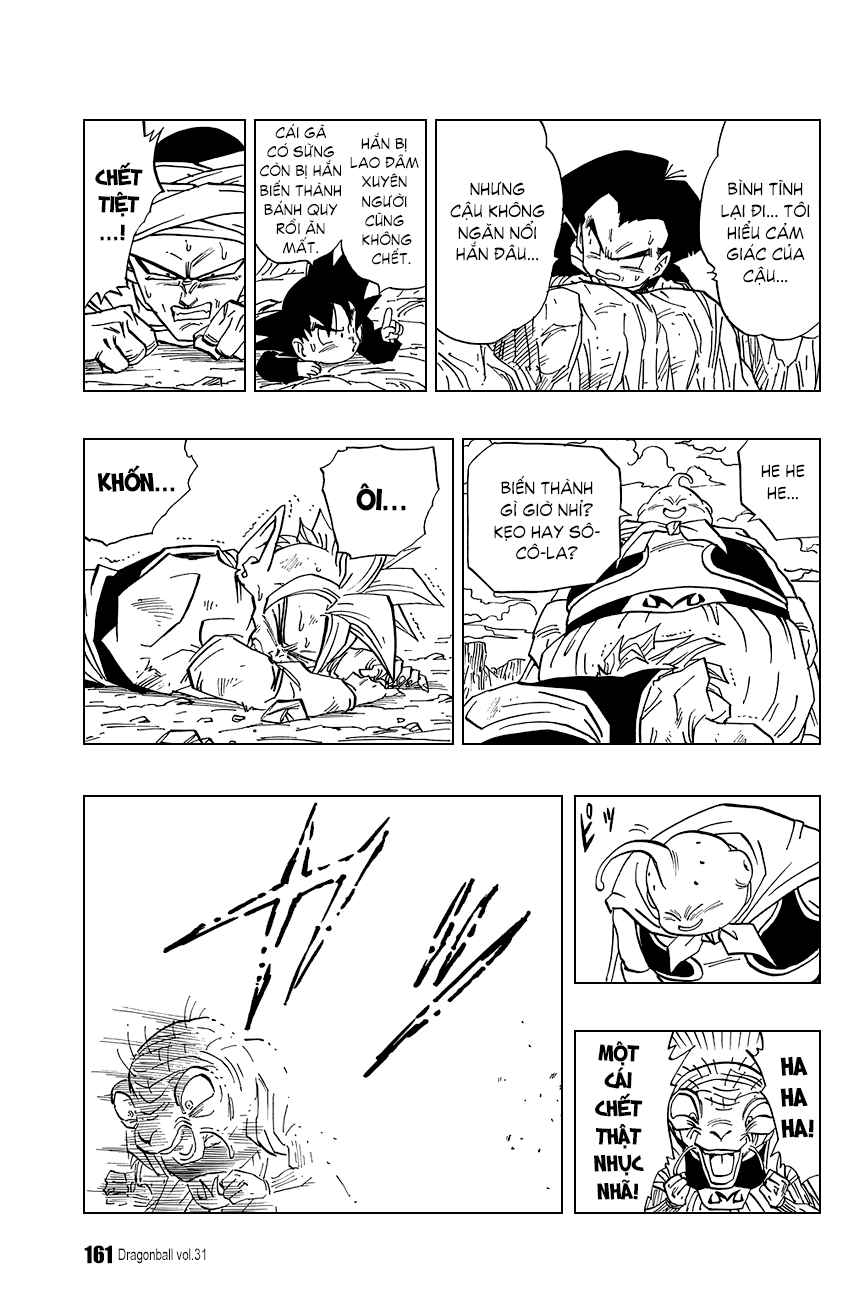 BÌNH TĨNH
LẠI ĐI... TÔI
HIỂU CẢM
GIÁC CỦA
CẬU...
NHƯNG
CẬU KHÔNG
NGĂN NỔI
HẮN ĐÂU...
HẮN BỊ
LAO ĐÂM
XUYÊN
NGƯỜI
CŨNG
KHÔNG
CHẾT.
CÁI GÃ
CÓ SỪNG
CÒN BỊ HẮN
BIẾN THÀNH
BÁNH QUY
RỒI ĂN
MẤT.
CHẾT
TIỆT
...!
HE HE
HE...
BIẾN THÀNH
GÌ GIỜ NHỈ?
KẸO HAY SÔ-
CÔ-LA?
ÔI...
KHỐN...
ピッ
HA
HA
HA!
MỘT
CÁI
CHẾT
THẬT
NHỤC
NHÃ!
161 Dragonball vol.31